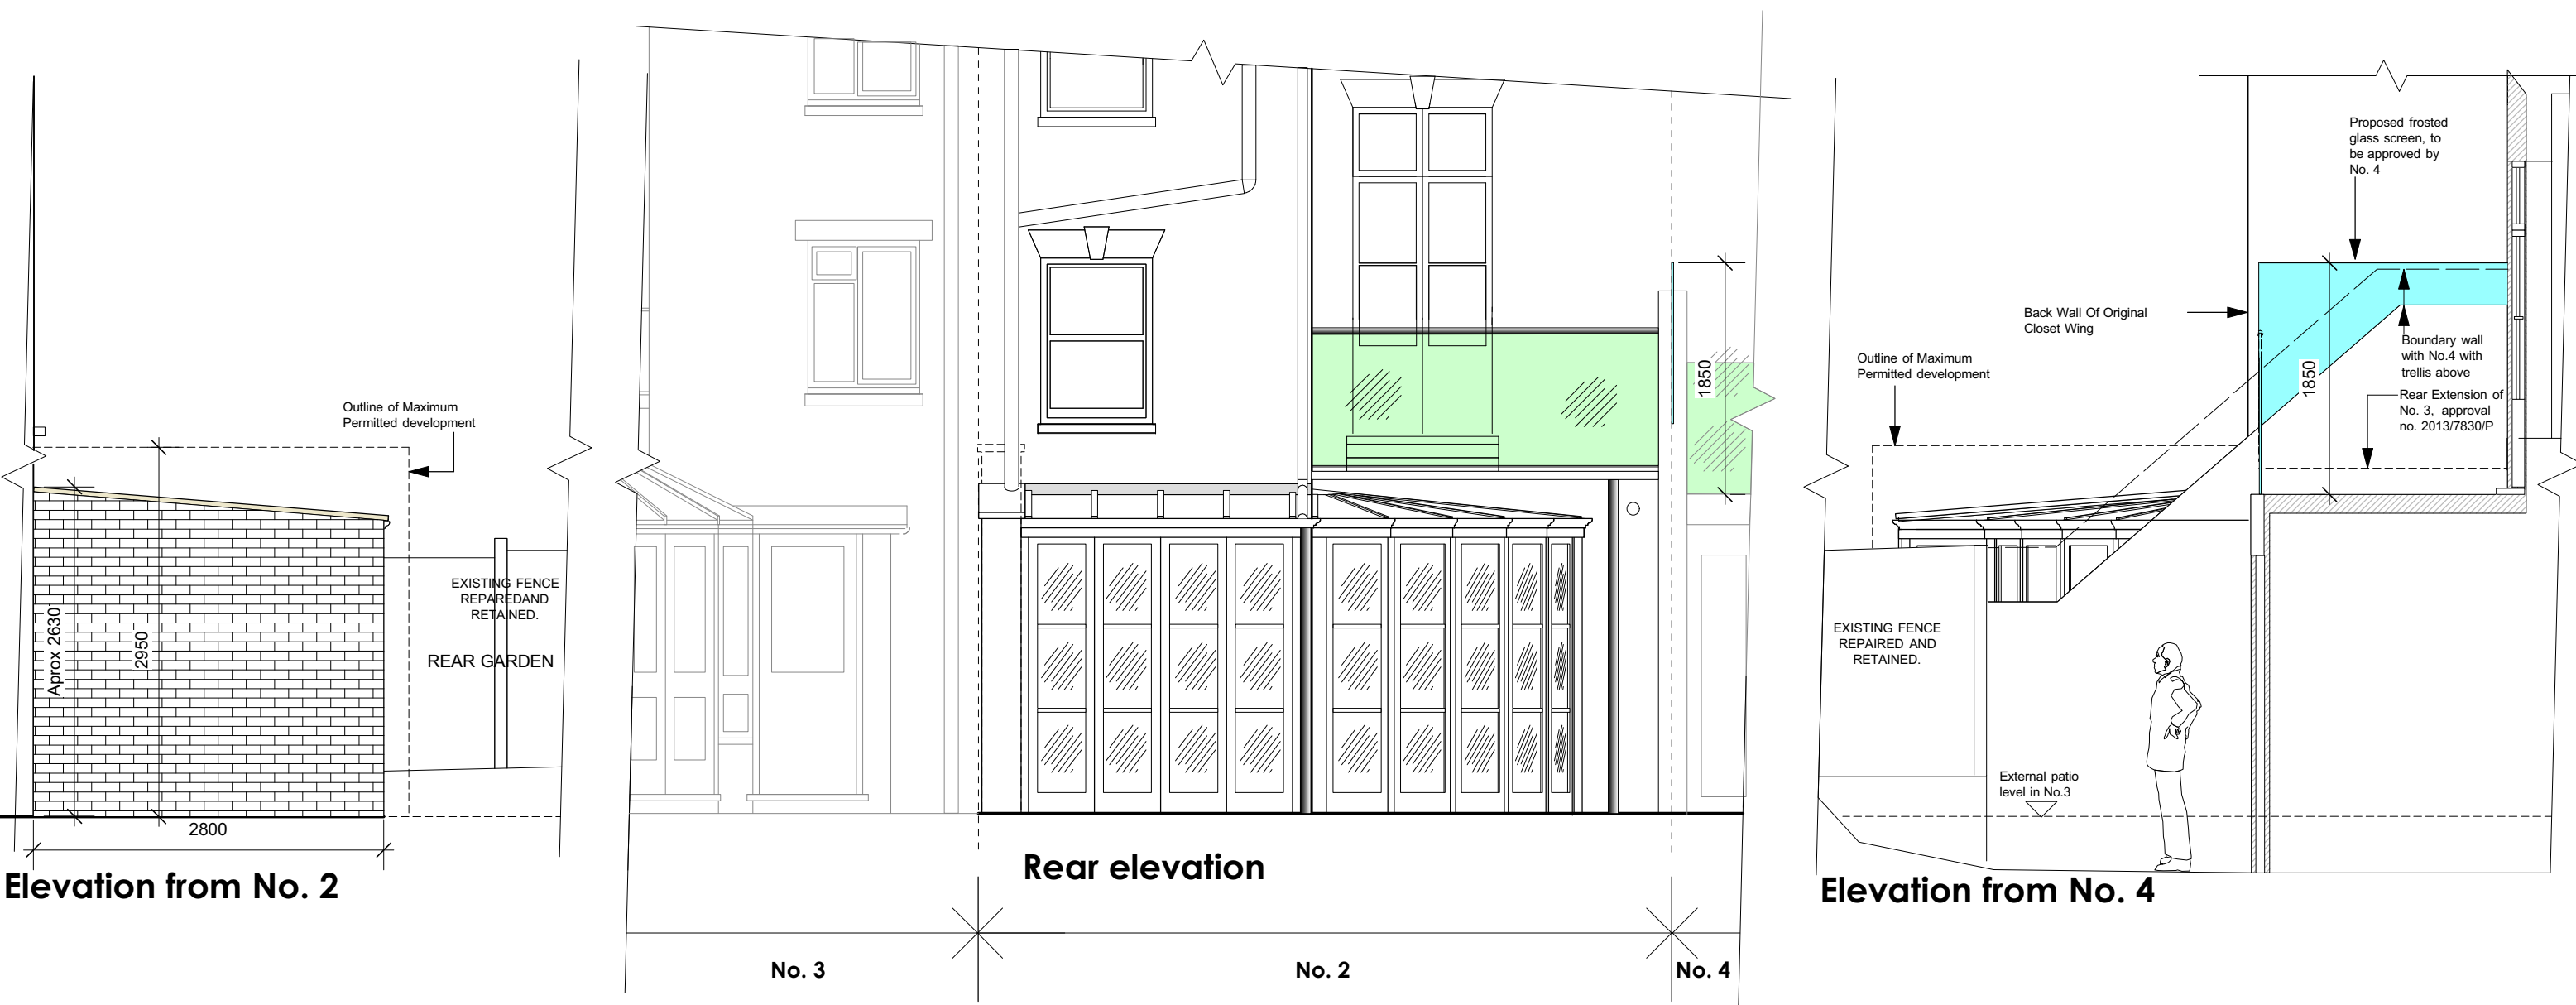 Outline of Maximum
Permitted development
EXISTING FENCE
REPAREDAND
RETAINED.
REAR GARDEN
Aprox 2630
2950
2800
Elevation from No. 2
1850
Rear elevation
No. 3
No. 2
No. 4
Proposed frosted
glass screen, to
be approved by
No. 4
Back Wall Of Original
Closet Wing
Outline of Maximum
Permitted development
Boundary wall
with No.4 with
trellis above
1850
Rear Extension of
No. 3, approval
no. 2013/7830/P
EXISTING FENCE
REPAIRED AND
RETAINED.
External patio
level in No.3
Elevation from No. 4